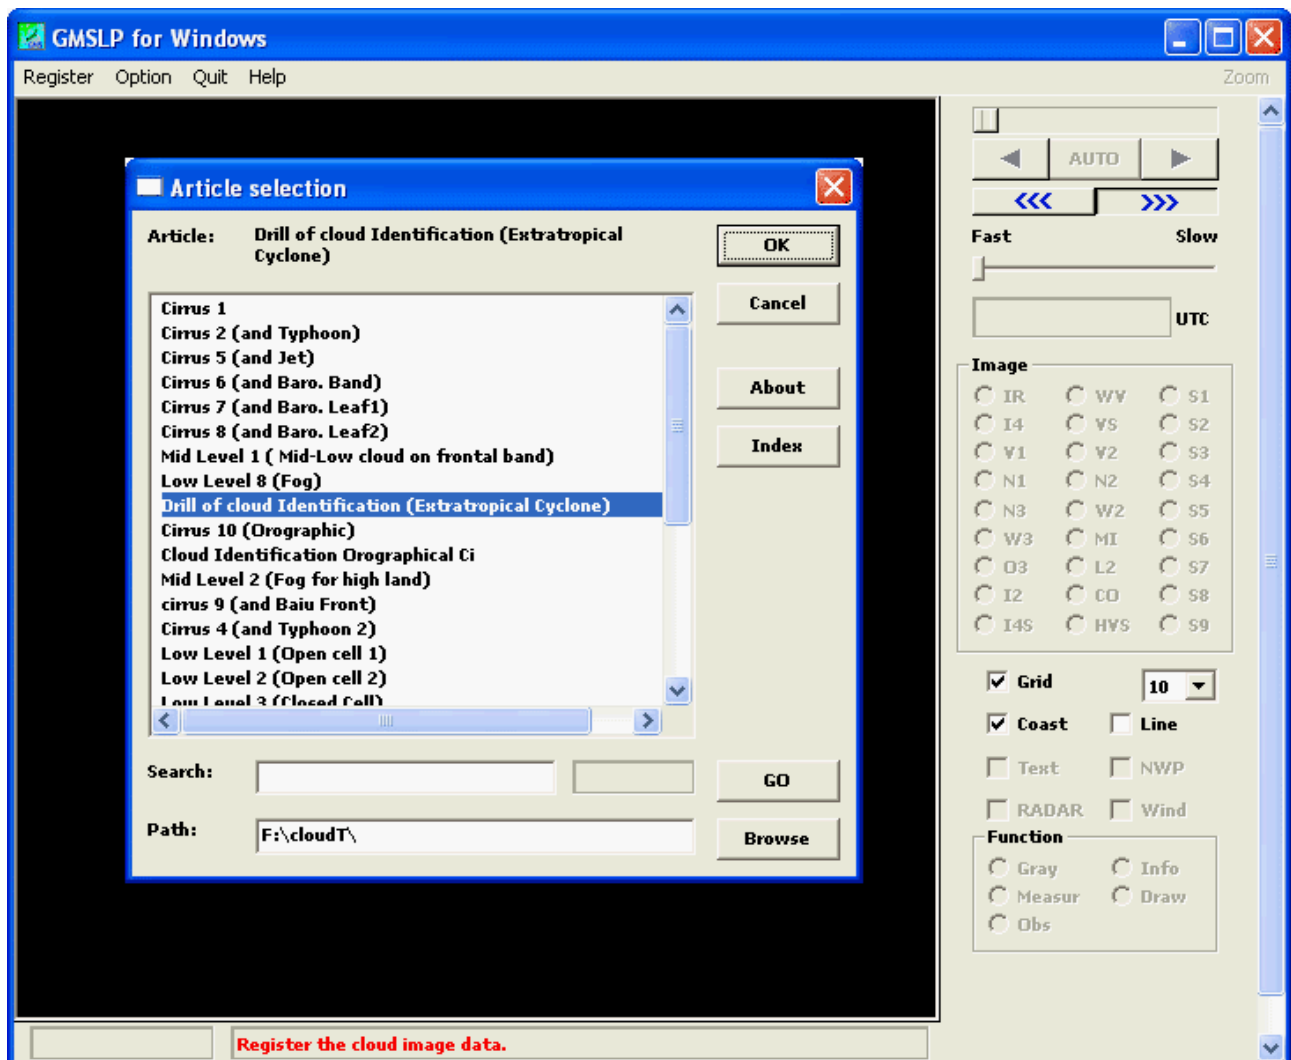 GMSLP for Windows
Register Option Quit Help Zoom
Article selection
Article: Drill of cloud Identification (Extratropical
Cyclone)
OK
Cancel
About
Index
Cirrus 1
Cirrus 2 (and Typhoon)
Cirrus 5 (and Jet)
Cirrus 6 (and Baro. Band)
Cirrus 7 (and Baro. Leaf1)
Cirrus 8 (and Baro. Leaf2)
Mid Level 1 ( Mid-Low cloud on frontal band)
Low Level 8 (Fog)
Drill of cloud Identification (Extratropical Cyclone)
Cirrus 10 (Orographic)
Cloud Identification Orographical Ci
Mid Level 2 (Fog for high land)
cirrus 9 (and Baiu Front)
Cirrus 4 (and Typhoon 2)
Low Level 1 (Open cell 1)
Low Level 2 (Open cell 2)
Low Level 3 (Closed Cell)
Search:
GO
Path: F:\cloudT\
Browse
AUTO
<<< >>>
Fast Slow
UTC
Image
IR WV S1
I4 VS S2
V1 V2 S3
N1 N2 S4
N3 W2 S5
W3 MI S6
O3 L2 S7
I2 CO S8
I4S HVS S9
Grid 10
Coast Line
Text NWP
RADAR Wind
Function
Gray Info
Measur Draw
Obs
Register the cloud image data.